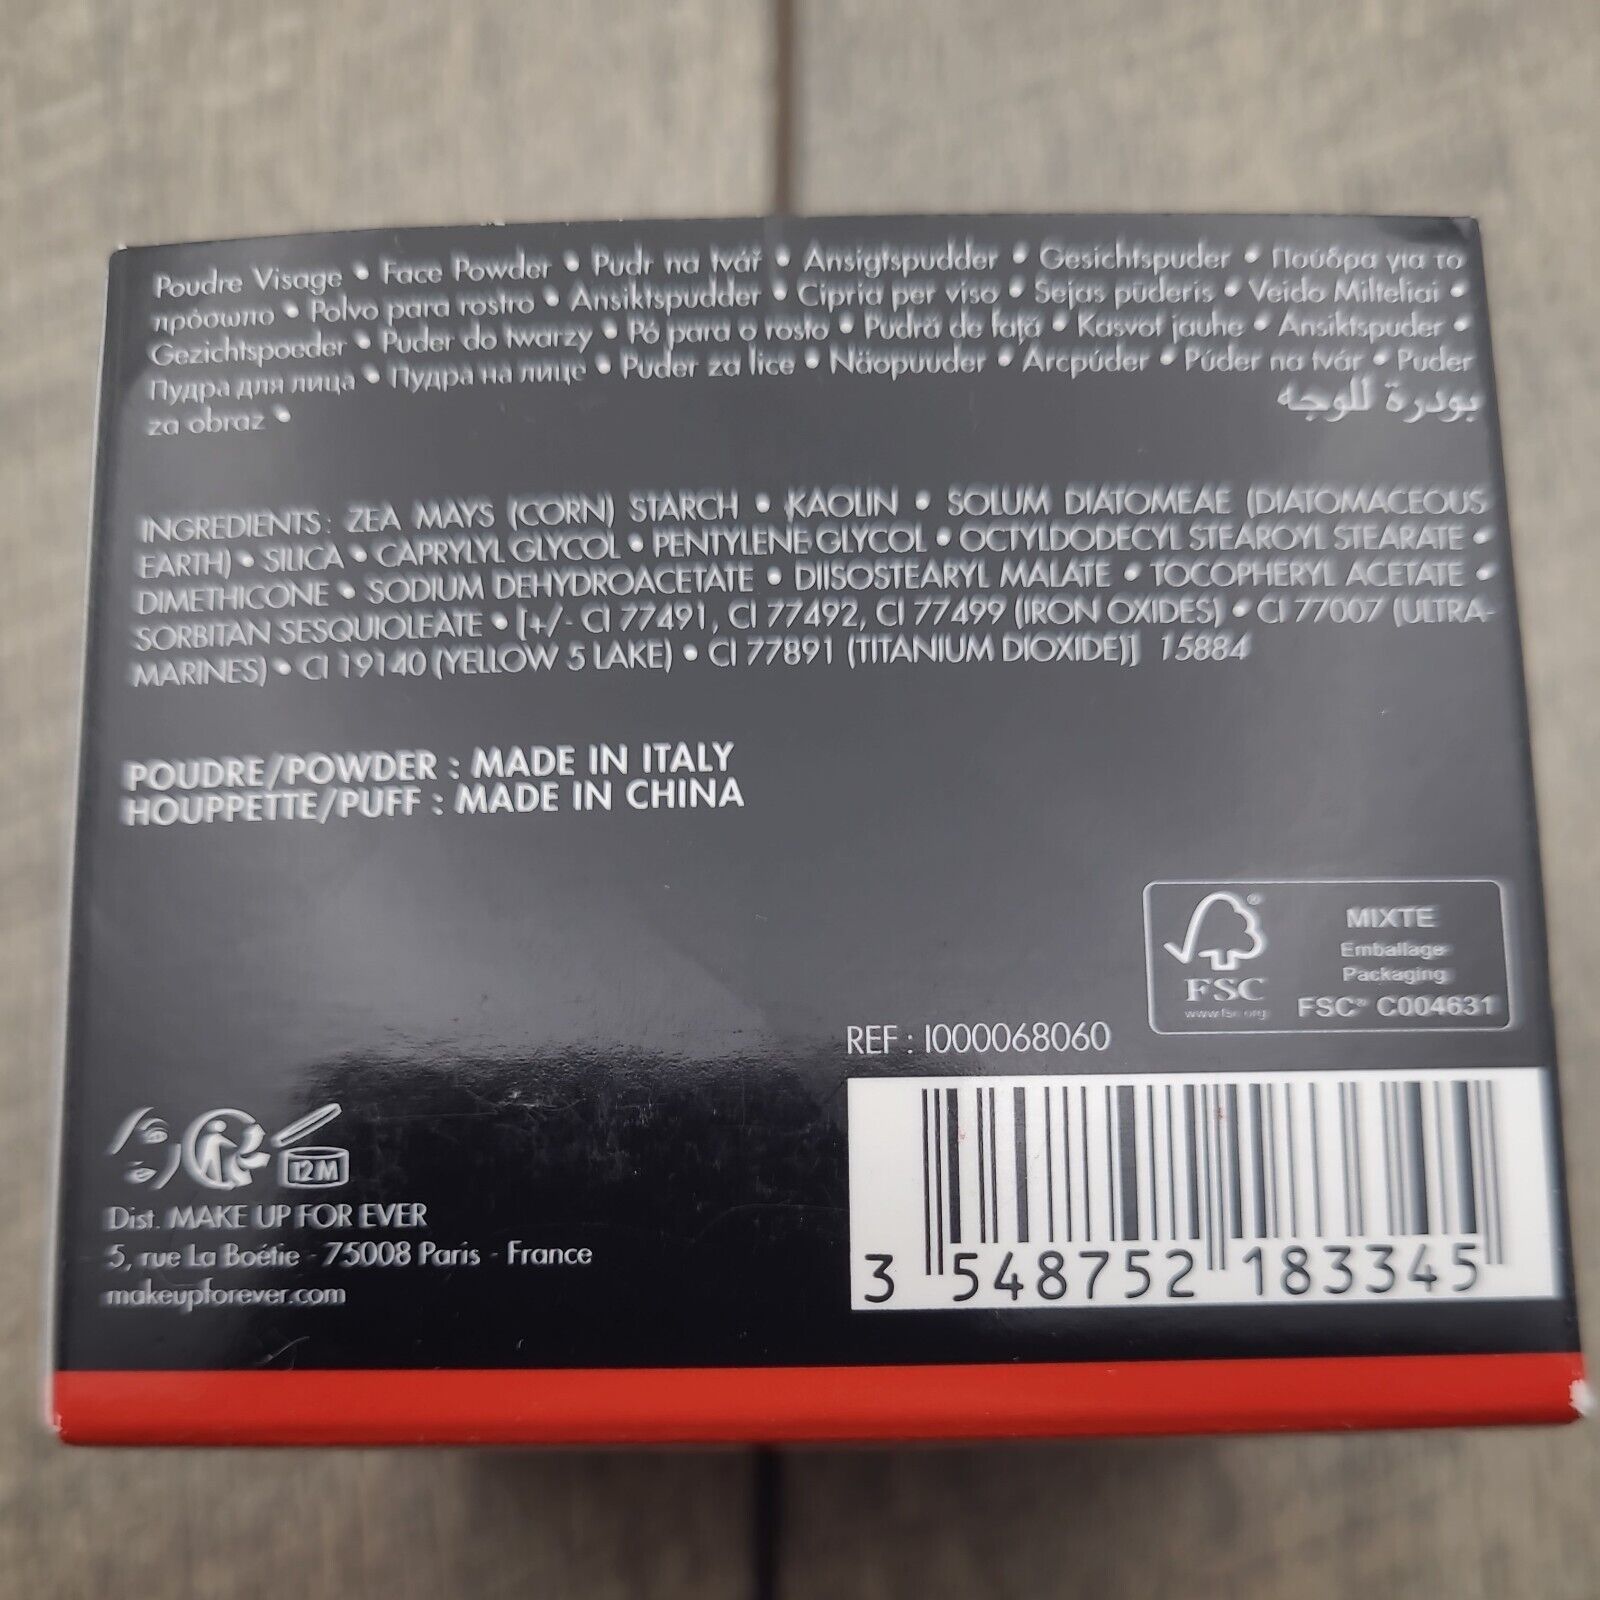 Poudre Visage • Face Powder • Pudr na tvář • Ansigtspudder • Gesichtspuder • Πούδρα για το
πρόσωπο • Polvo para rostro • Ansiktspudder • Cipria per viso • Sejas pūderis • Veido Milteliai •
Gezichtspoeder • Puder do twarzy • Pó para o rosto • Pudră de față • Kasvot jauhe • Ansiktspuder •
Пудра для лица • Пудра на лице • Puder za lice • Näopuuder • Arcpúder • Púder na tvár • Puder
za obraz •
بودرة للوجه
INGREDIENTS: ZEA MAYS (CORN) STARCH • KAOLIN • SOLUM DIATOMEAE (DIATOMACEOUS
EARTH) • SILICA • CAPRYLYL GLYCOL • PENTYLENE GLYCOL • OCTYLDODECYL STEAROYL STEARATE •
DIMETHICONE • SODIUM DEHYDROACETATE • DIISOSTEARYL MALATE • TOCOPHERYL ACETATE •
SORBITAN SESQUIOLEATE • [+/- CI 77491, CI 77492, CI 77499 (IRON OXIDES) • CI 77007 (ULTRA-
MARINES) • CI 19140 (YELLOW 5 LAKE) • CI 77891 (TITANIUM DIOXIDE)] 15884
POUDRE/POWDER : MADE IN ITALY
HOUPPETTE/PUFF : MADE IN CHINA
FSC
www.fsc.org
MIXTE
Emballage
Packaging
FSC® C004631
REF : I000068060
12M
Dist. MAKE UP FOR EVER
5, rue La Boétie - 75008 Paris - France
makeupforever.com
3 548752 183345